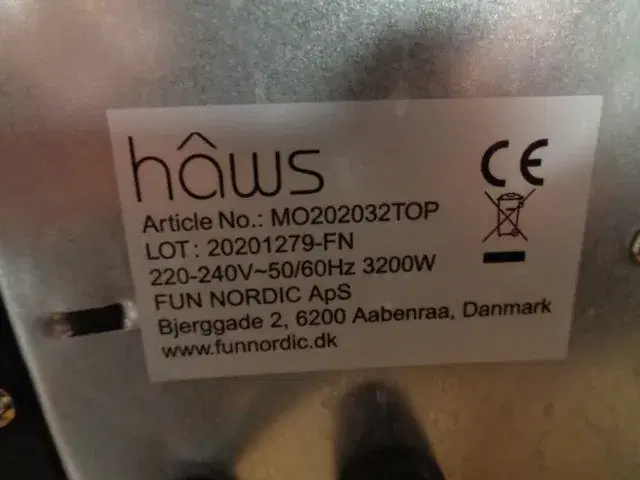 hâws
CE
Article No.: MO202032TOP
LOT : 20201279-FN
220-240V~50/60Hz 3200W
FUN NORDIC ApS
Bjerggade 2, 6200 Aabenraa, Danmark
www.funnordic.dk